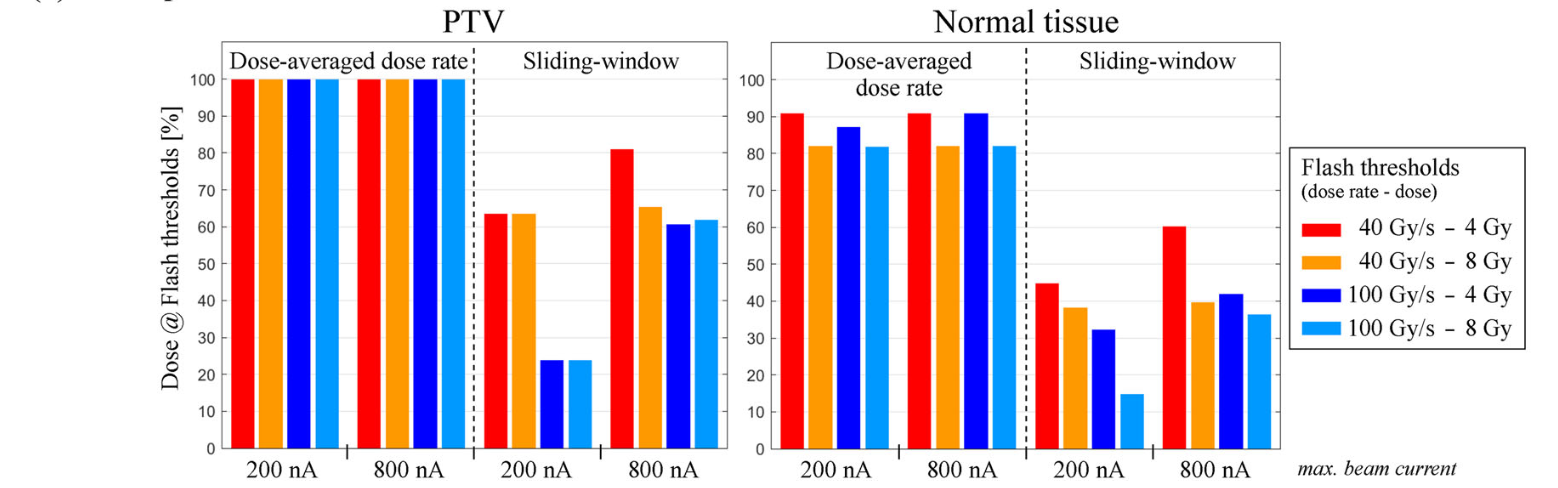 PTV
Dose-averaged dose rate
Sliding-window
Dose @ Flash thresholds [%]
100
90
80
70
60
50
40
30
20
10
0
200 nA
800 nA
200 nA
800 nA
Normal tissue
Dose-averaged
dose rate
Sliding-window
100
90
80
70
60
50
40
30
20
10
0
200 nA
800 nA
200 nA
800 nA
max. beam current
Flash thresholds
(dose rate - dose)
40 Gy/s – 4 Gy
40 Gy/s – 8 Gy
100 Gy/s – 4 Gy
100 Gy/s – 8 Gy